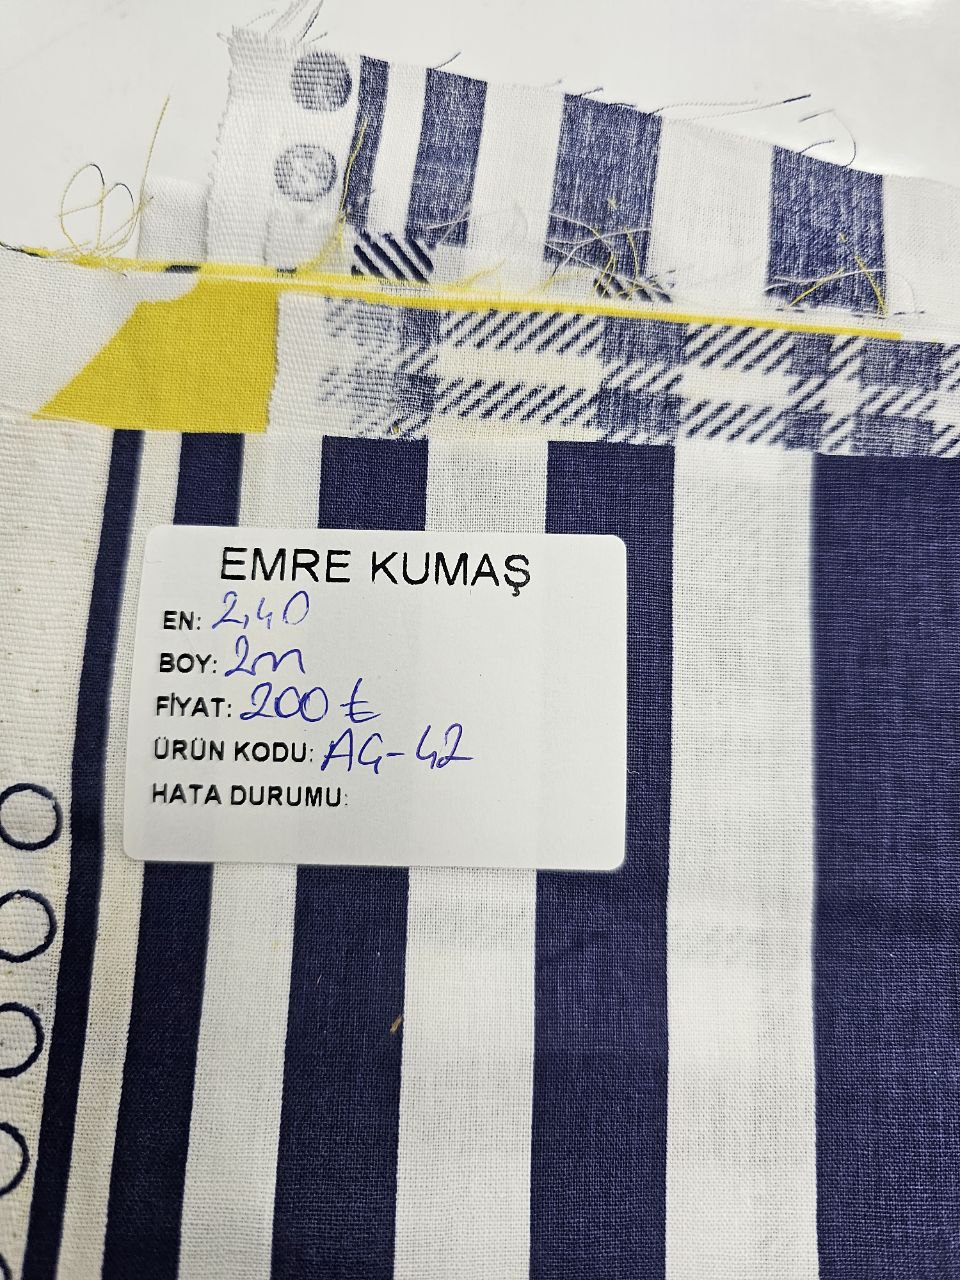 EMRE KUMAŞ
EN: 2,40
BOY: 2m
FİYAT: 200 ₺
ÜRÜN KODU: AG-42
HATA DURUMU: